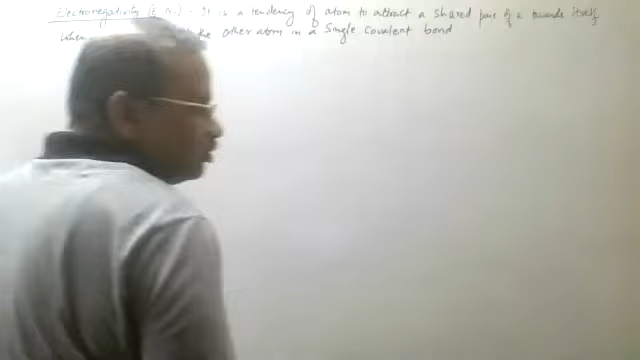 Electronegativity (E.N.) - It is a tendency of atom to attract a shared pair of e towards itself
When the other atom in a single covalent bond